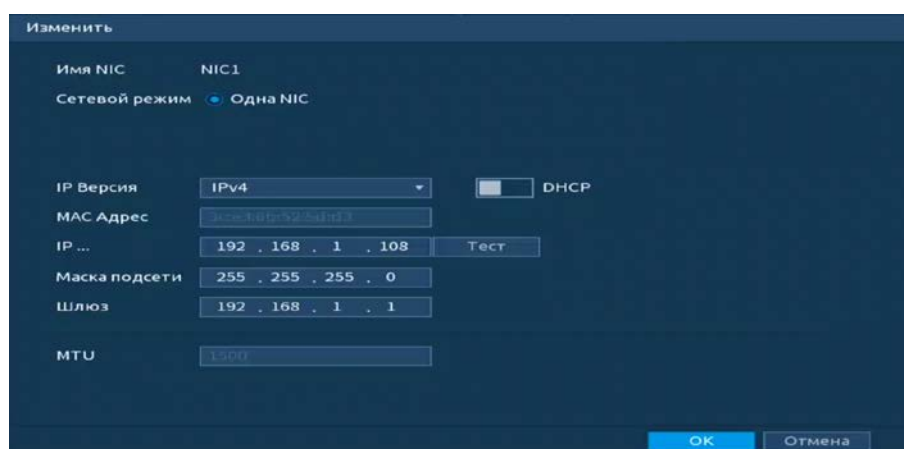 Изменить
Имя NIC NIC1
Сетевой режим Одна NIC
IP Версия IPv4 DHCP
MAC Адрес
IP ... 192 . 168 . 1 . 108 Тест
Маска подсети 255 . 255 . 255 . 0
Шлюз 192 . 168 . 1 . 1
MTU 1500
OK Отмена